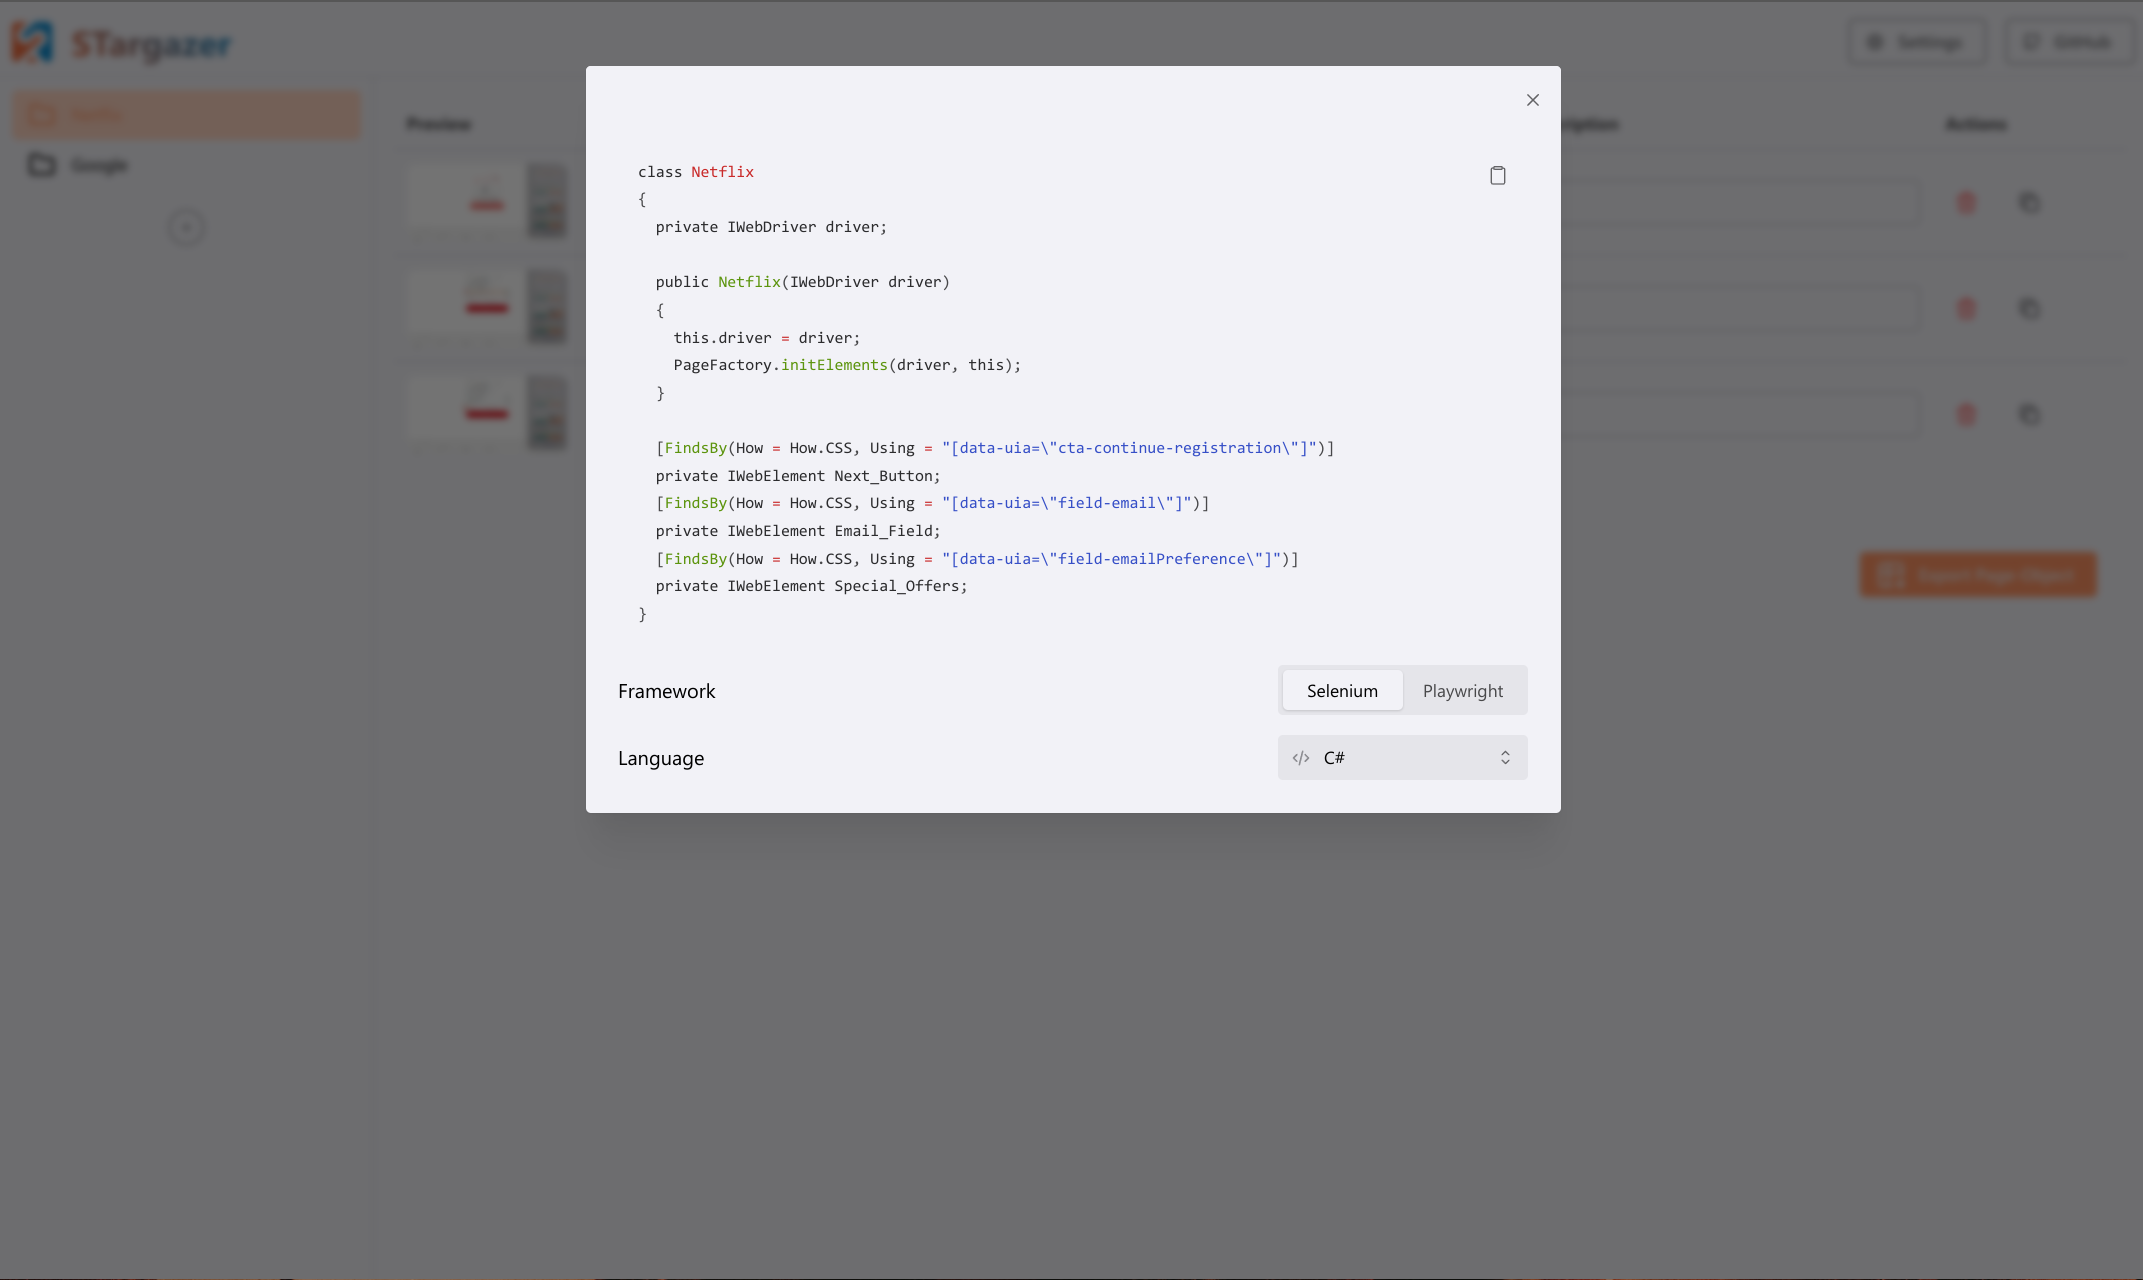 STargazer
Settings
GitHub
Netflix
Google
Preview
Actions
class Netflix
{
private IWebDriver driver;
public Netflix(IWebDriver driver)
{
this.driver = driver;
PageFactory.initElements(driver, this);
}
[FindsBy(How = How.CSS, Using = "[data-uia=\"cta-continue-registration\"]")]
private IWebElement Next_Button;
[FindsBy(How = How.CSS, Using = "[data-uia=\"field-email\"]")]
private IWebElement Email_Field;
[FindsBy(How = How.CSS, Using = "[data-uia=\"field-emailPreference\"]")]
private IWebElement Special_Offers;
}
Framework
Selenium
Playwright
Language
</> C#
Export Page Object